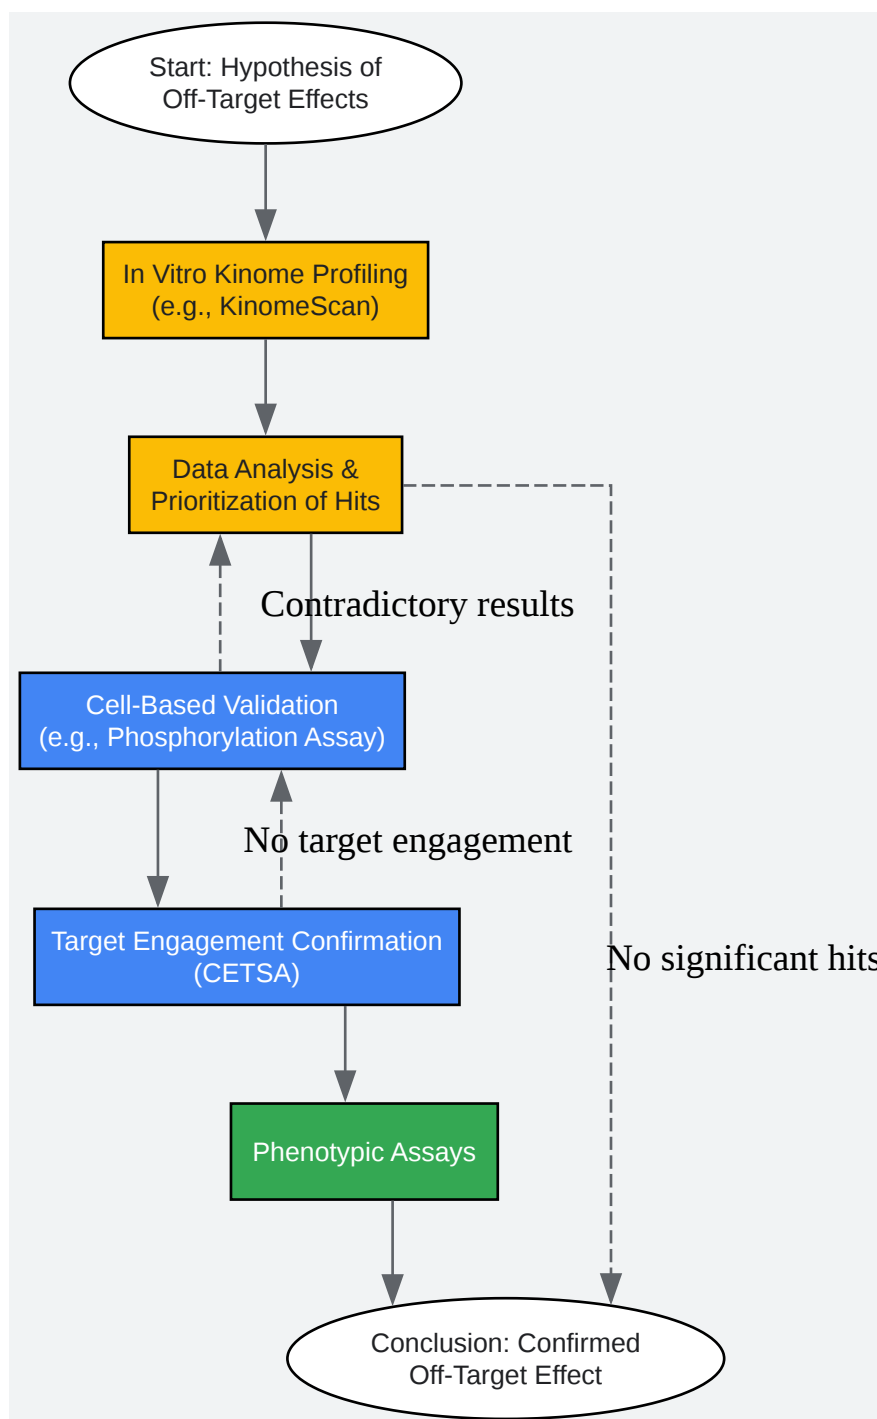 Start: Hypothesis of
Off-Target Effects
In Vitro Kinome Profiling
(e.g., KinomeScan)
Data Analysis &
Prioritization of Hits
Contradictory results
Cell-Based Validation
(e.g., Phosphorylation Assay)
No target engagement
Target Engagement Confirmation
(CETSA)
No significant hits
Phenotypic Assays
Conclusion: Confirmed
Off-Target Effect